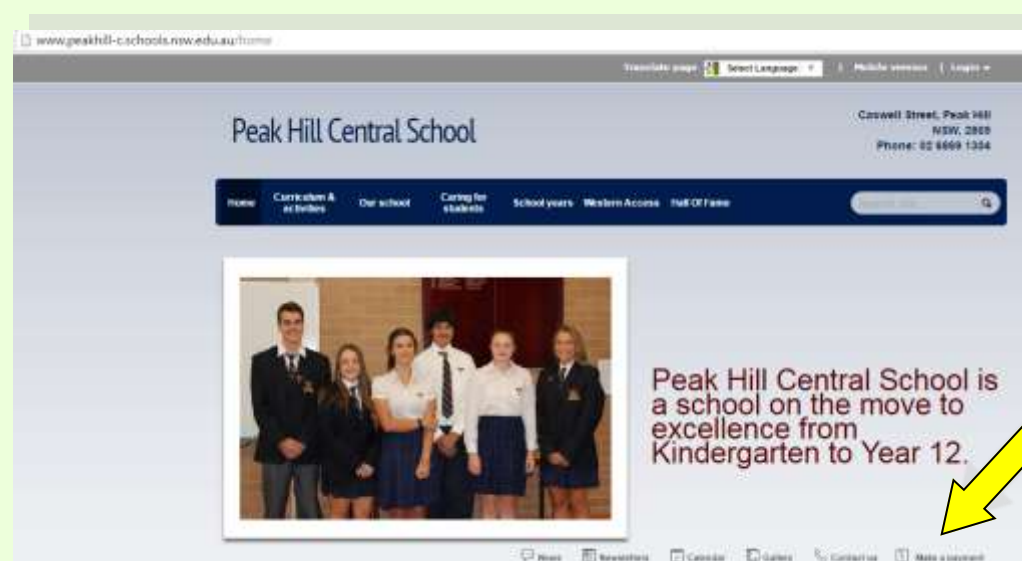 www.peakhill-c.schools.nsw.edu.au/home
Translate page Select Language | Mobile version | Login
Peak Hill Central School
Caswell Street, Peak Hill
NSW, 2869
Phone: 02 6869 1304
Home Curriculum & activities Our school Caring for students School years Western Access Hall Of Fame
Peak Hill Central School is
a school on the move to
excellence from
Kindergarten to Year 12.
News Newsletters Calendar Gallery Contact us Make a payment